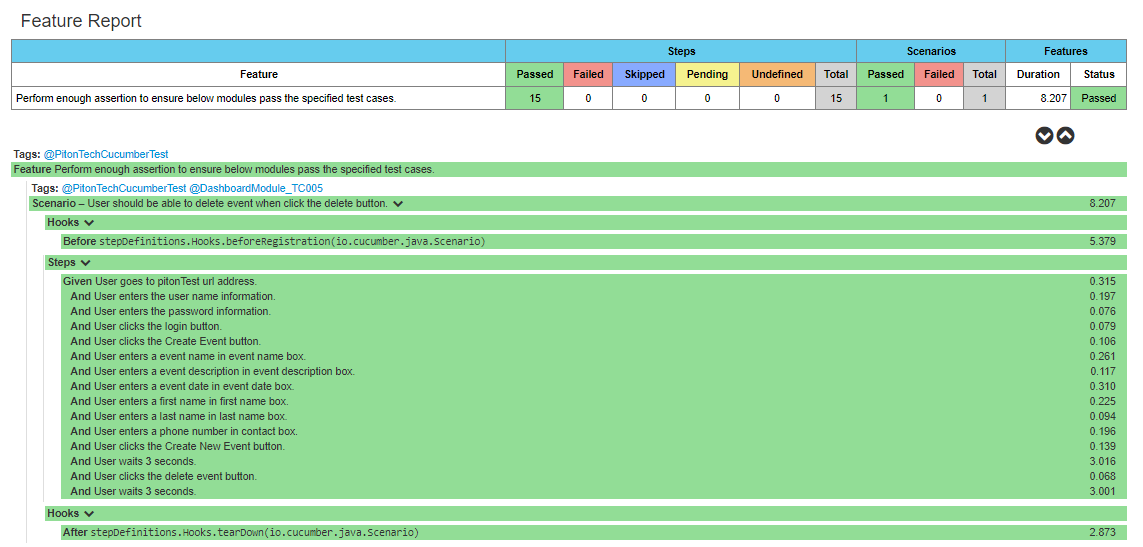 Feature Report
Steps Scenarios Features
Feature Passed Failed Skipped Pending Undefined Total Passed Failed Total Duration Status
Perform enough assertion to ensure below modules pass the specified test cases. 15 0 0 0 0 15 1 0 1 8.207 Passed
Tags: @PitonTechCucumberTest
Feature Perform enough assertion to ensure below modules pass the specified test cases.
Tags: @PitonTechCucumberTest @DashboardModule_TC005
Scenario – User should be able to delete event when click the delete button. 8.207
Hooks
Before stepDefinitions.Hooks.beforeRegistration(io.cucumber.java.Scenario) 5.379
Steps
Given User goes to pitonTest url address. 0.315
And User enters the user name information. 0.197
And User enters the password information. 0.076
And User clicks the login button. 0.079
And User clicks the Create Event button. 0.106
And User enters a event name in event name box. 0.261
And User enters a event description in event description box. 0.117
And User enters a event date in event date box. 0.310
And User enters a first name in first name box. 0.225
And User enters a last name in last name box. 0.094
And User enters a phone number in contact box. 0.196
And User clicks the Create New Event button. 0.139
And User waits 3 seconds. 3.016
And User clicks the delete event button. 0.068
And User waits 3 seconds. 3.001
Hooks
After stepDefinitions.Hooks.tearDown(io.cucumber.java.Scenario) 2.873